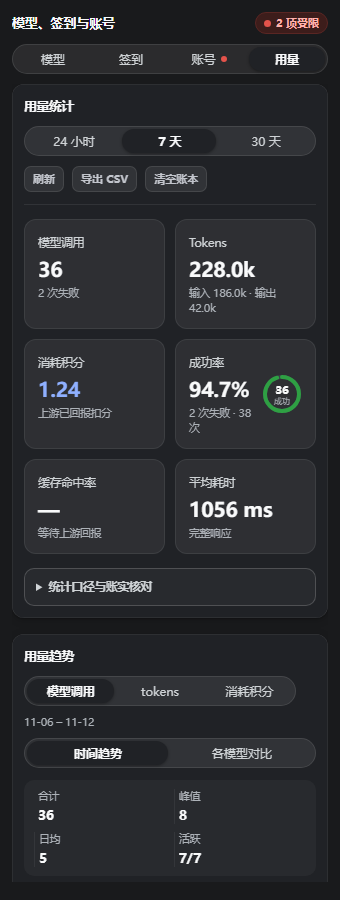 模型、签到与账号
2 项受限
模型
签到
账号
用量
用量统计
24 小时
7 天
30 天
刷新
导出 CSV
清空账本
模型调用
36
2 次失败
Tokens
228.0k
输入 186.0k · 输出
42.0k
消耗积分
1.24
上游已回报扣分
成功率
94.7%
2 次失败 · 38
次
36
成功
缓存命中率
—
等待上游回报
平均耗时
1056 ms
完整响应
▶ 统计口径与账实核对
用量趋势
模型调用
tokens
消耗积分
11-06 – 11-12
时间趋势
各模型对比
合计
36
峰值
8
日均
5
活跃
7/7